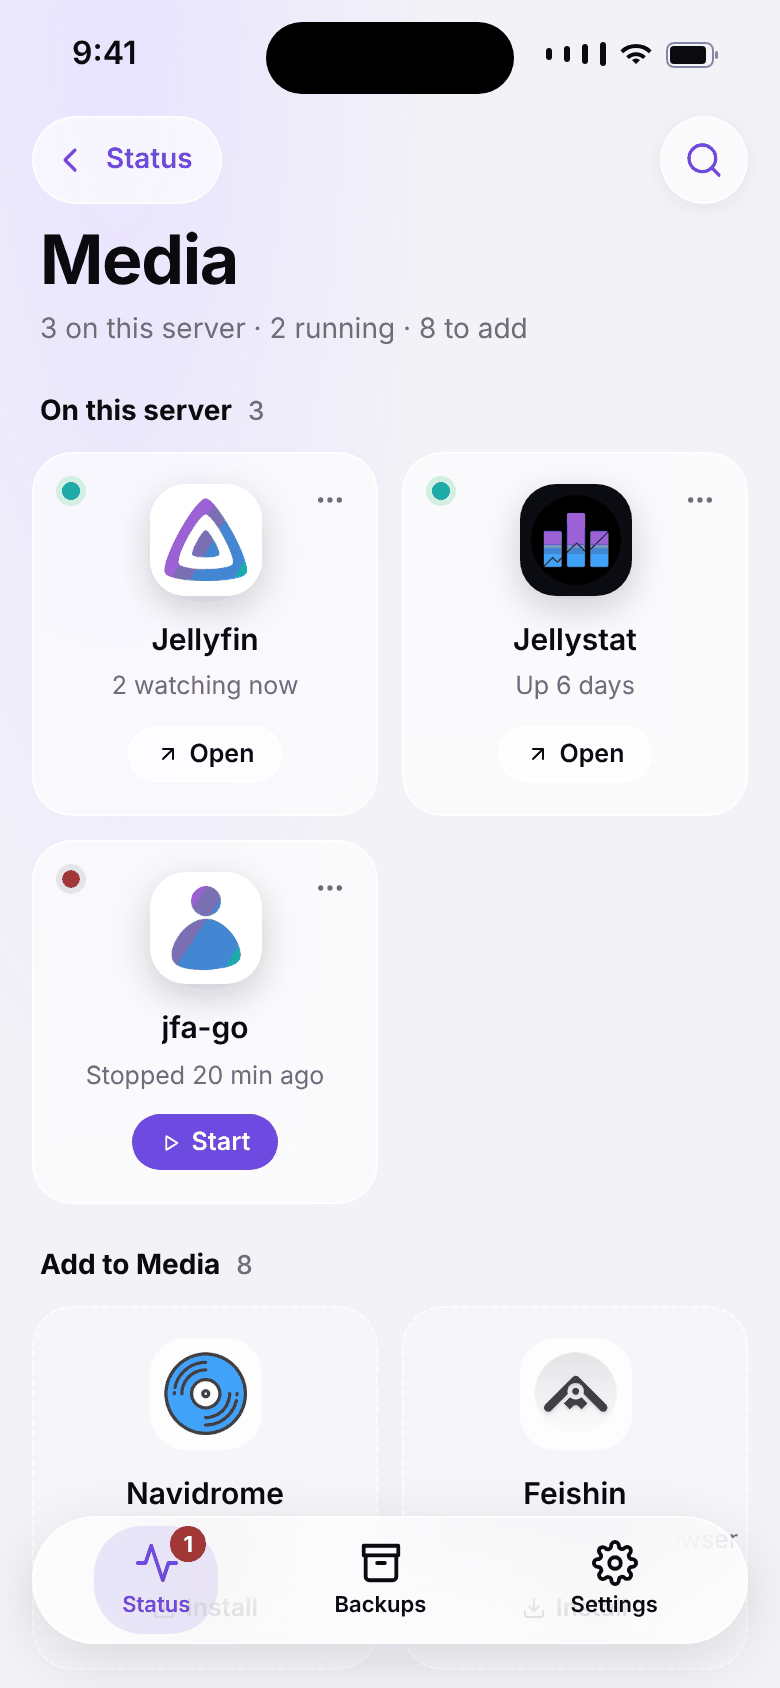 9:41
Status
Media
3 on this server · 2 running · 8 to add
On this server 3
Jellyfin
2 watching now
Open
Jellystat
Up 6 days
Open
jfa-go
Stopped 20 min ago
Start
Add to Media 8
Navidrome
Install
Feishin
Install
1
Status
Backups
Settings